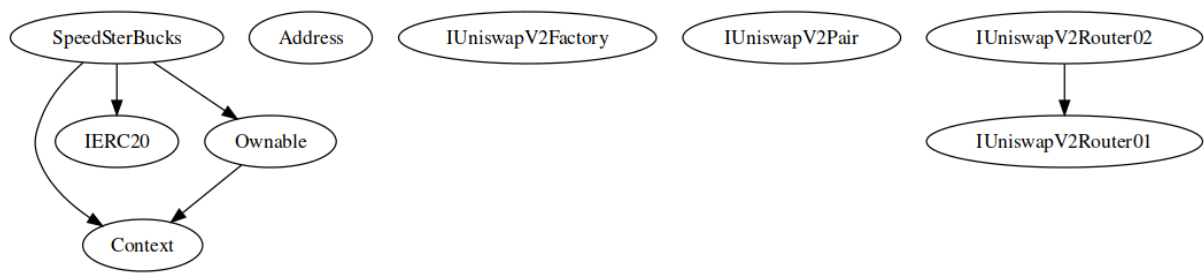 SpeedSterBucks
Address
IUniswapV2Factory
IUniswapV2Pair
IUniswapV2Router02
IERC20
Ownable
IUniswapV2Router01
Context